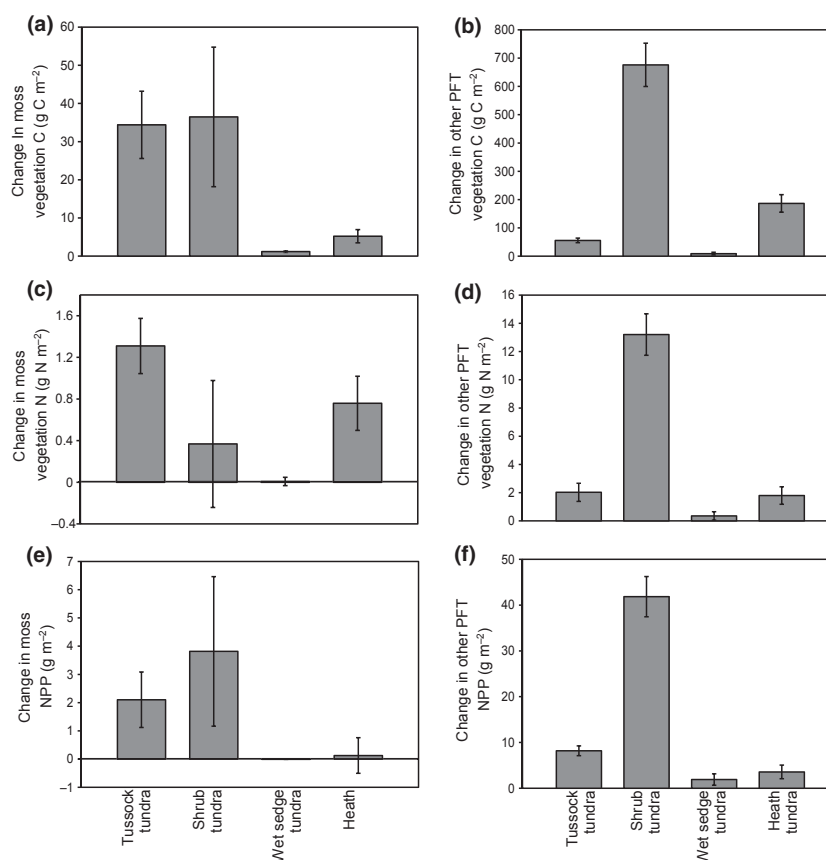 (a)
Change In moss
vegetation C (g C m⁻²)
60
50
40
30
20
10
0
(b)
Change in other PFT
vegetation C (g C m⁻²)
800
700
600
500
400
300
200
100
0
(c)
Change in moss
vegetation N (g N m⁻²)
1.6
1.2
0.8
0.4
0
–0.4
(d)
Change in other PFT
vegetation N (g N m⁻²)
16
14
12
10
8
6
4
2
0
(e)
Change in moss
NPP (g m⁻²)
7
6
5
4
3
2
1
0
–1
Tussock
tundra
Shrub
tundra
Wet sedge
tundra
Heath
(f)
Change in other PFT
NPP (g m⁻²)
50
40
30
20
10
0
Tussock
tundra
Shrub
tundra
Wet sedge
tundra
Heath
tundra